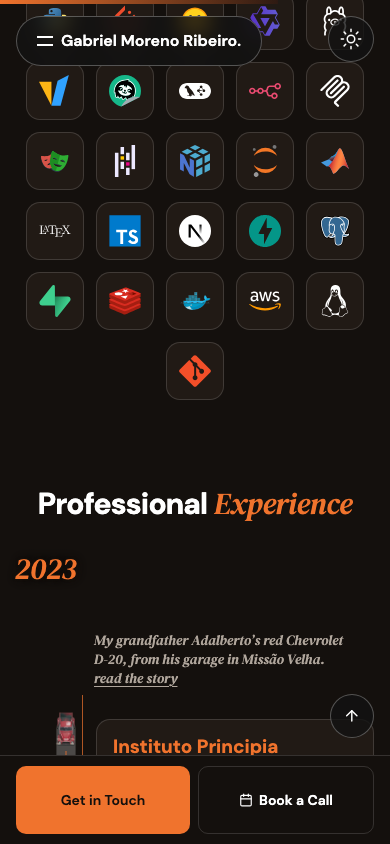 Gabriel Moreno Ribeiro.
LATEX
TS
N
aws
Professional Experience
2023
My grandfather Adalberto's red Chevrolet
D-20, from his garage in Missão Velha.
read the story
Instituto Principia
Get in Touch
Book a Call